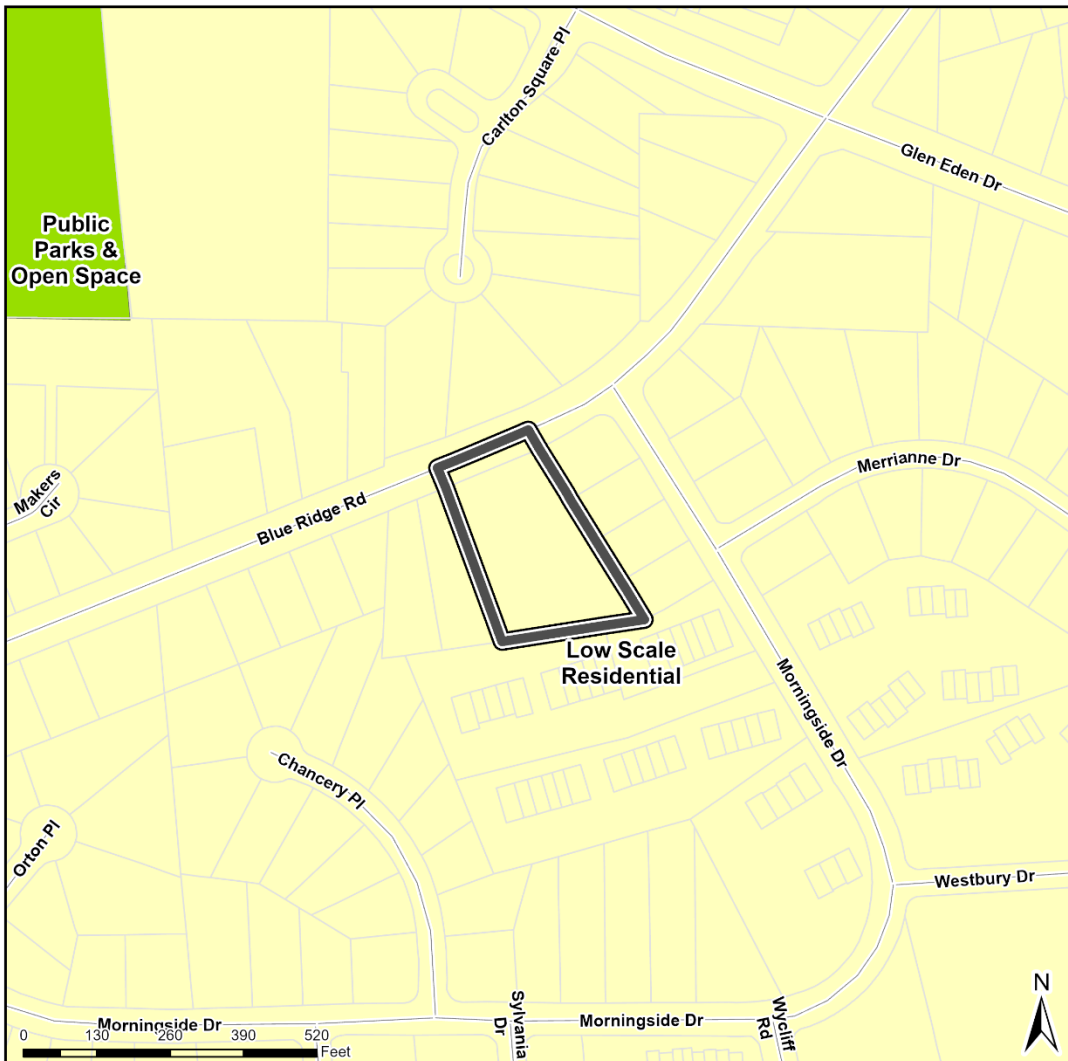 Carlton Square Pl
Glen Eden Dr
Public
Parks &
Open Space
Merrianne Dr
Makers
Cir
Blue Ridge Rd
Low Scale
Residential
Morningside Dr
Chancery Pl
Orton Pl
Westbury Dr
N
Morningside Dr
Sylvania
Dr
Morningside Dr
Wycliff
Rd
0 130 260 390 520
Feet